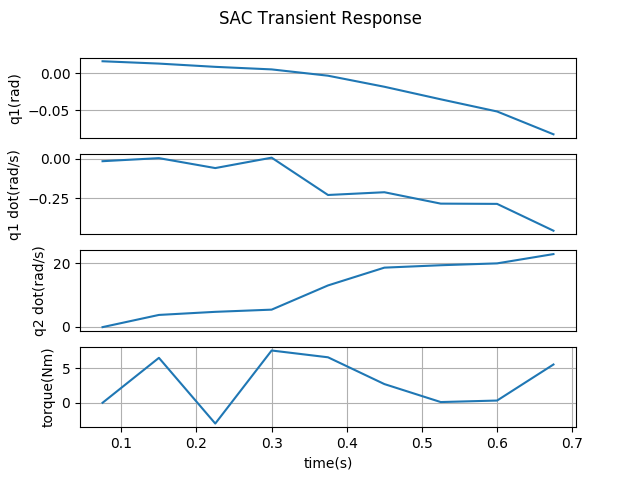 SAC Transient Response
0.00
−0.05
q1(rad)
0.00
−0.25
q1 dot(rad/s)
20
0
q2 dot(rad/s)
5
0
torque(Nm)
0.1 0.2 0.3 0.4 0.5 0.6 0.7
time(s)